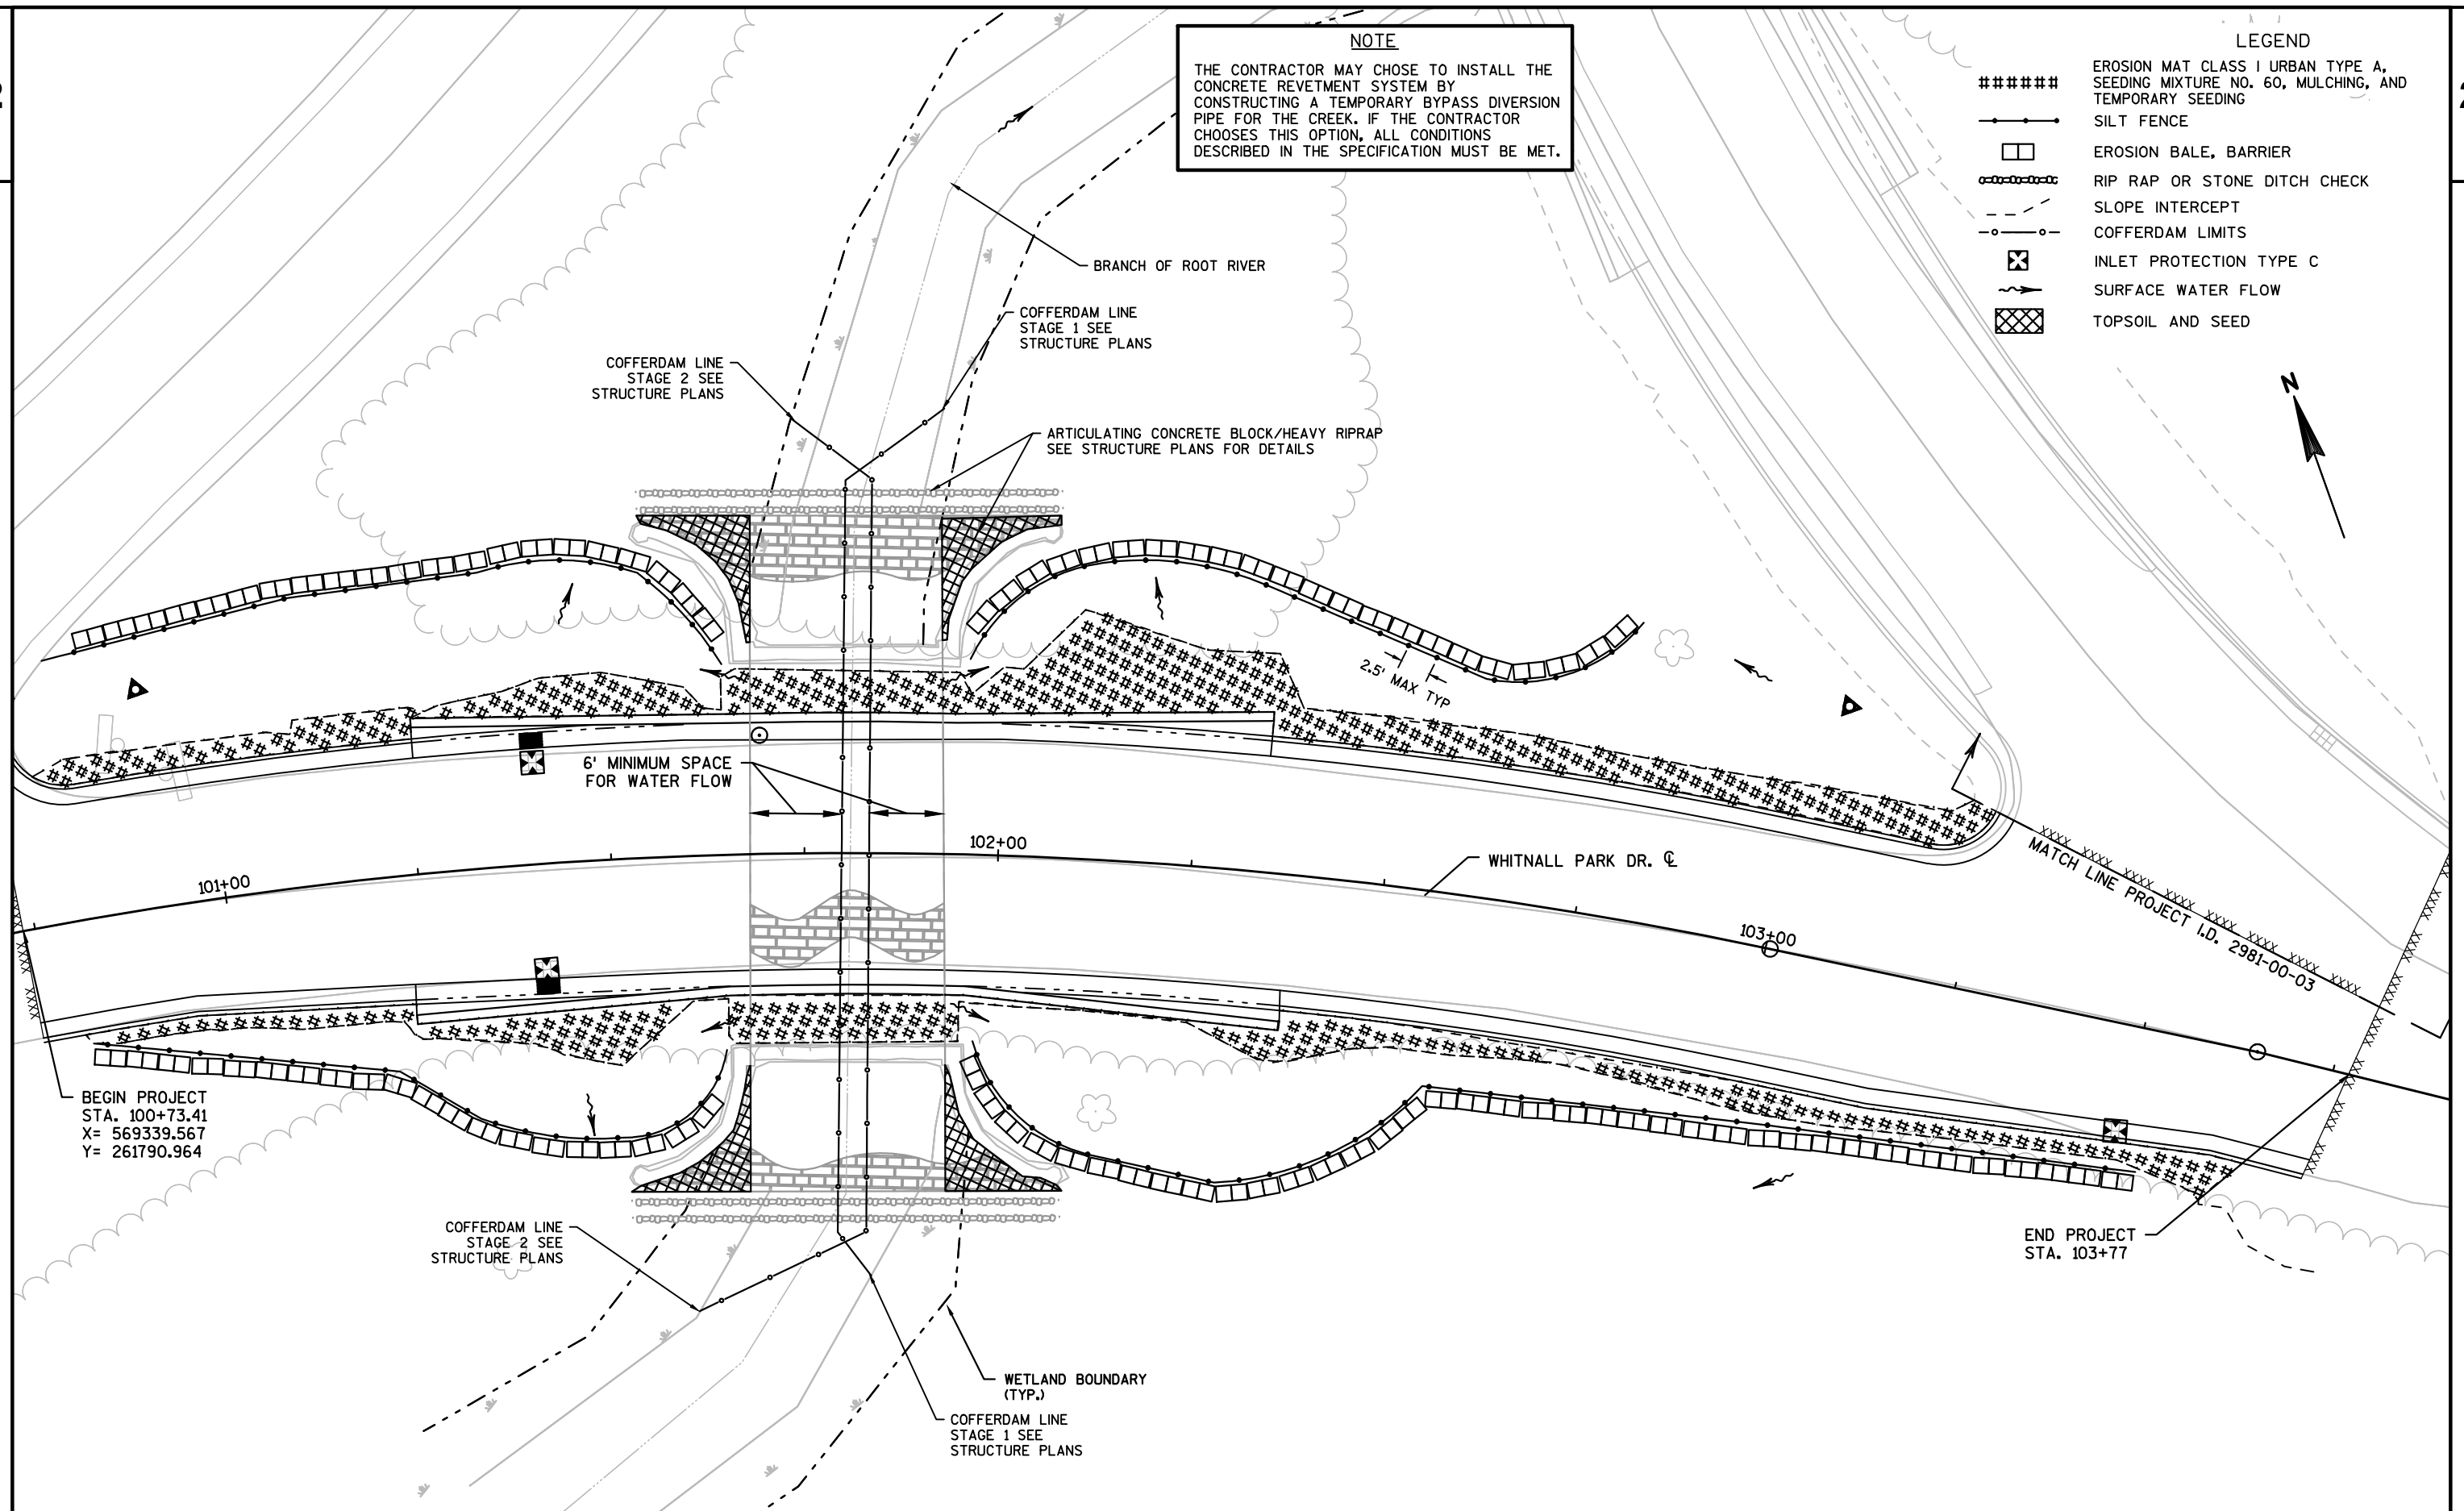 NOTE
THE CONTRACTOR MAY CHOSE TO INSTALL THE
CONCRETE REVETMENT SYSTEM BY
CONSTRUCTING A TEMPORARY BYPASS DIVERSION
PIPE FOR THE CREEK. IF THE CONTRACTOR
CHOOSES THIS OPTION, ALL CONDITIONS
DESCRIBED IN THE SPECIFICATION MUST BE MET.
LEGEND
EROSION MAT CLASS I URBAN TYPE A,
SEEDING MIXTURE NO. 60, MULCHING, AND
TEMPORARY SEEDING
SILT FENCE
EROSION BALE, BARRIER
RIP RAP OR STONE DITCH CHECK
SLOPE INTERCEPT
COFFERDAM LIMITS
INLET PROTECTION TYPE C
SURFACE WATER FLOW
TOPSOIL AND SEED
N
BRANCH OF ROOT RIVER
COFFERDAM LINE
STAGE 1 SEE
STRUCTURE PLANS
COFFERDAM LINE
STAGE 2 SEE
STRUCTURE PLANS
ARTICULATING CONCRETE BLOCK/HEAVY RIPRAP
SEE STRUCTURE PLANS FOR DETAILS
2.5' MAX TYP
6' MINIMUM SPACE
FOR WATER FLOW
101+00
102+00
WHITNALL PARK DR. ℄
103+00
MATCH LINE PROJECT I.D. 2981-00-03
BEGIN PROJECT
STA. 100+73.41
X= 569339.567
Y= 261790.964
COFFERDAM LINE
STAGE 2 SEE
STRUCTURE PLANS
END PROJECT
STA. 103+77
WETLAND BOUNDARY
(TYP.)
COFFERDAM LINE
STAGE 1 SEE
STRUCTURE PLANS